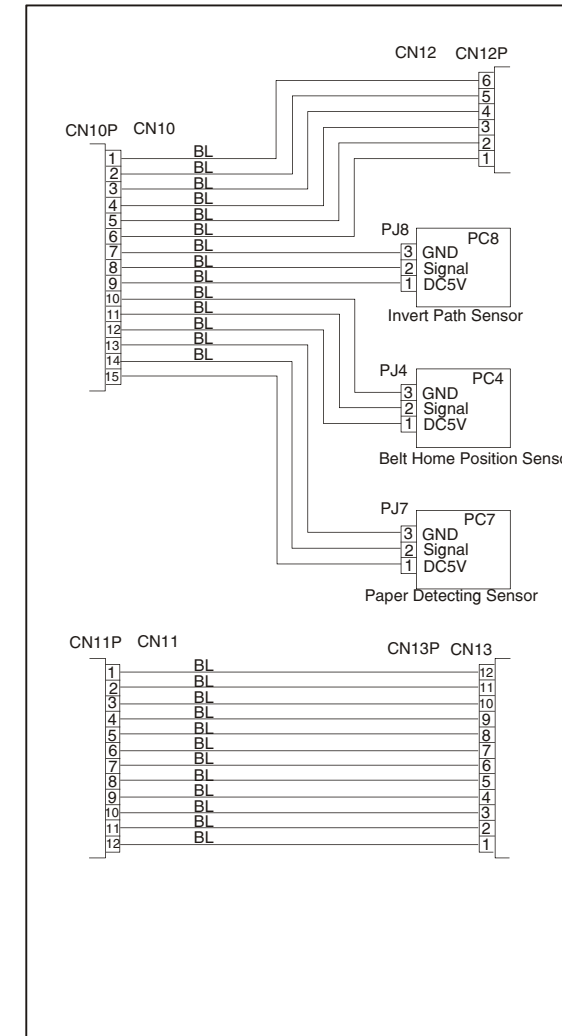 CN12 CN12P
6
5
4
3
2
1
CN10P CN10
1 BL
2 BL
3 BL
4 BL
5 BL
6 BL
7 BL
8 BL
9 BL
10 BL
11 BL
12 BL
13 BL
14 BL
15
PJ8 PC8
3 GND
2 Signal
1 DC5V
Invert Path Sensor
PJ4 PC4
3 GND
2 Signal
1 DC5V
Belt Home Position Senso
PJ7 PC7
3 GND
2 Signal
1 DC5V
Paper Detecting Sensor
CN11P CN11 CN13P CN13
1 BL 12
2 BL 11
3 BL 10
4 BL 9
5 BL 8
6 BL 7
7 BL 6
8 BL 5
9 BL 4
10 BL 3
11 BL 2
12 BL 1